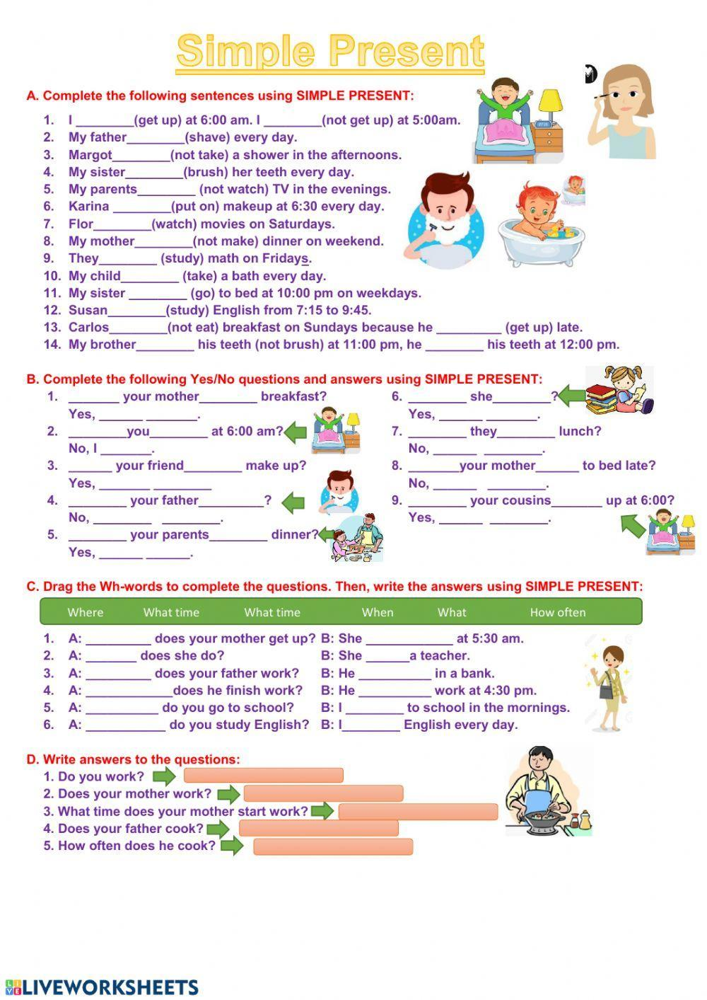 Simple Present
A. Complete the following sentences using SIMPLE PRESENT:
1. I ________(get up) at 6:00 am. I ________(not get up) at 5:00am.
2. My father________(shave) every day.
3. Margot________(not take) a shower in the afternoons.
4. My sister________(brush) her teeth every day.
5. My parents________ (not watch) TV in the evenings.
6. Karina ________(put on) makeup at 6:30 every day.
7. Flor________(watch) movies on Saturdays.
8. My mother________(not make) dinner on weekend.
9. They________ (study) math on Fridays.
10. My child________ (take) a bath every day.
11. My sister ________ (go) to bed at 10:00 pm on weekdays.
12. Susan________(study) English from 7:15 to 9:45.
13. Carlos________(not eat) breakfast on Sundays because he _________ (get up) late.
14. My brother________ his teeth (not brush) at 11:00 pm, he ________ his teeth at 12:00 pm.
B. Complete the following Yes/No questions and answers using SIMPLE PRESENT:
1. _______ your mother________ breakfast?
Yes, ______ _______.
2. ________you________ at 6:00 am?
No, I _______.
3. ______ your friend________ make up?
Yes, _______ ________
4. ________ your father_________?
No, ________ ________.
5. ________ your parents________ dinner?
Yes, ______ ______.
6. ________ she________?
Yes, ______ _______.
7. ________ they________ lunch?
No, ______ ________.
8. _______your mother______ to bed late?
No, ______ ________.
9. ________ your cousins_______ up at 6:00?
Yes, ______ ________.
C. Drag the Wh-words to complete the questions. Then, write the answers using SIMPLE PRESENT:
Where What time What time When What How often
1. A: _________ does your mother get up? B: She ____________ at 5:30 am.
2. A: _______ does she do? B: She ______a teacher.
3. A: _________ does your father work? B: He __________ in a bank.
4. A: ____________does he finish work? B: He __________ work at 4:30 pm.
5. A: __________ do you go to school? B: I ________ to school in the mornings.
6. A: ___________ do you study English? B: I________ English every day.
D. Write answers to the questions:
1. Do you work?
2. Does your mother work?
3. What time does your mother start work?
4. Does your father cook?
5. How often does he cook?
LIVEWORKSHEETS